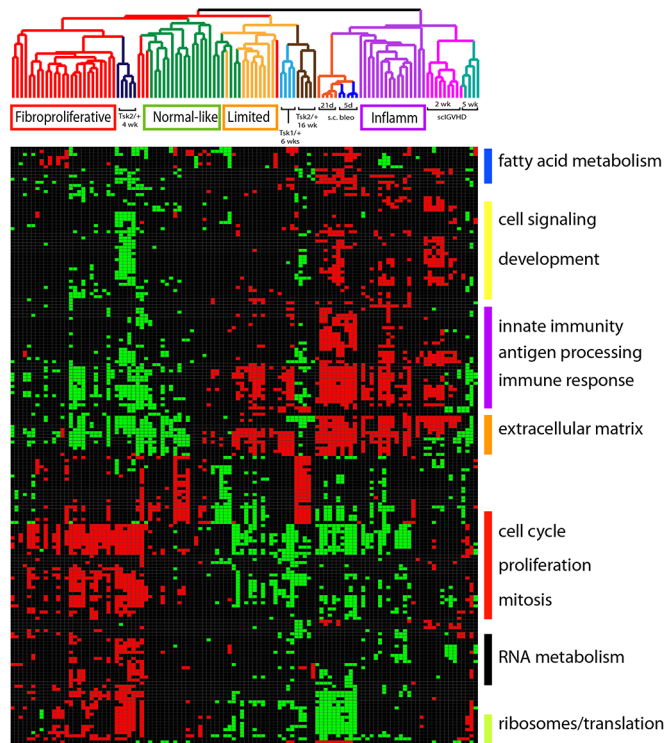 Fibroproliferative
Tsk2/+
4 wk
Normal-like
Limited
Tsk1/+
6 wks
Tsk2/+
16 wk
21d
5d
s.c. bleo
Inflamm
2 wk
5 wk
sclGVHD
fatty acid metabolism
cell signaling
development
innate immunity
antigen processing
immune response
extracellular matrix
cell cycle
proliferation
mitosis
RNA metabolism
ribosomes/translation